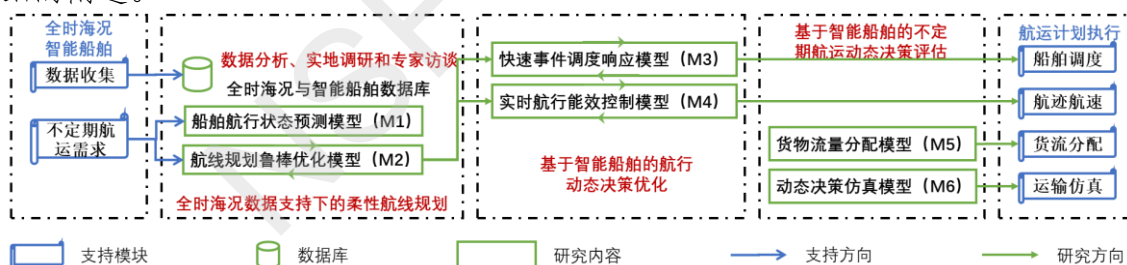 全时海况
智能船舶
数据收集
不定期航
运需求
数据分析、实地调研和专家访谈
全时海况与智能船舶数据库
船舶航行状态预测模型（M1）
航线规划鲁棒优化模型（M2）
全时海况数据支持下的柔性航线规划
快速事件调度响应模型（M3）
实时航行能效控制模型（M4）
基于智能船舶的航行
动态决策优化
基于智能船舶的不定
期航运动态决策评估
货物流量分配模型（M5）
动态决策仿真模型（M6）
航运计划执行
船舶调度
航迹航速
货流分配
运输仿真
支持模块
数据库
研究内容
支持方向
研究方向